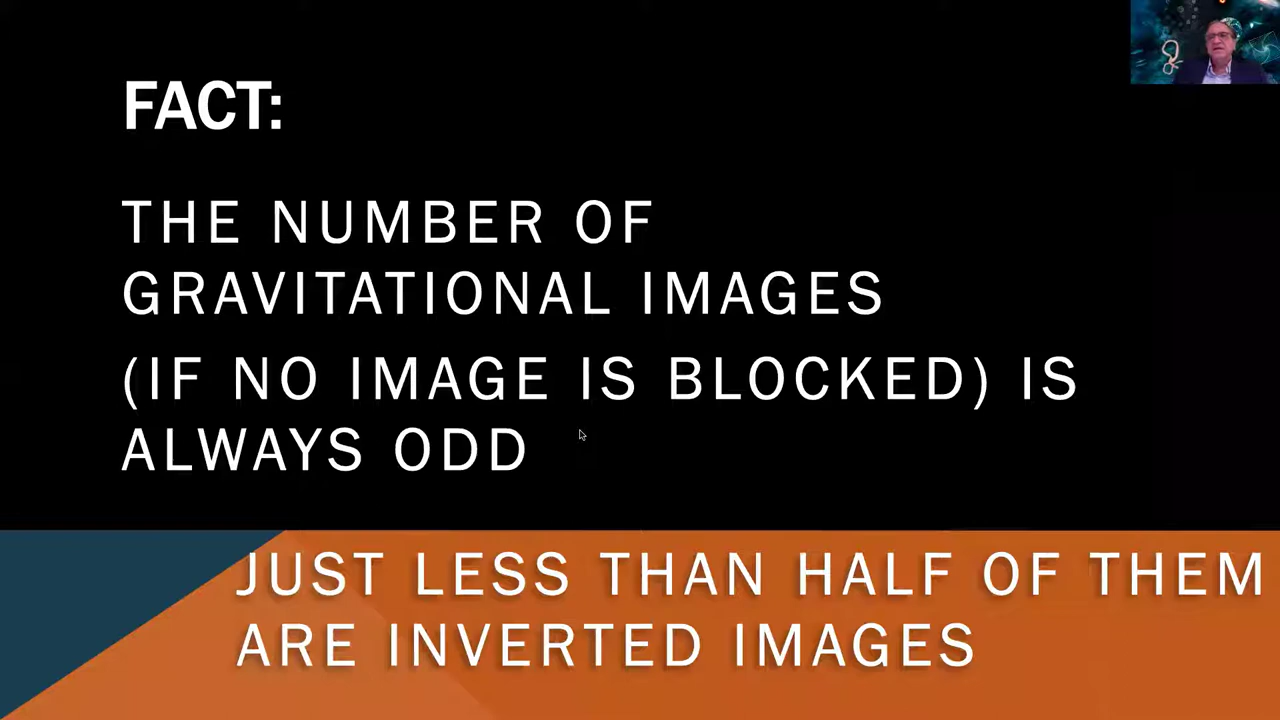 FACT:
THE NUMBER OF
GRAVITATIONAL IMAGES
(IF NO IMAGE IS BLOCKED) IS
ALWAYS ODD
JUST LESS THAN HALF OF THEM
ARE INVERTED IMAGES